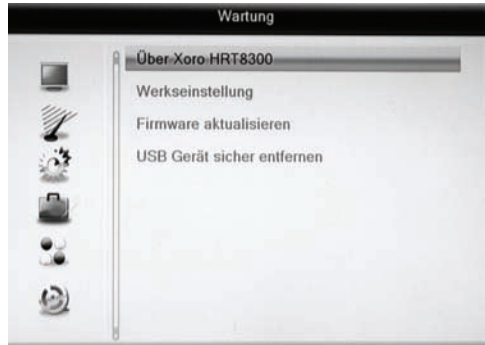 Wartung
Über Xoro HRT8300
Werkseinstellung
Firmware aktualisieren
USB Gerät sicher entfernen